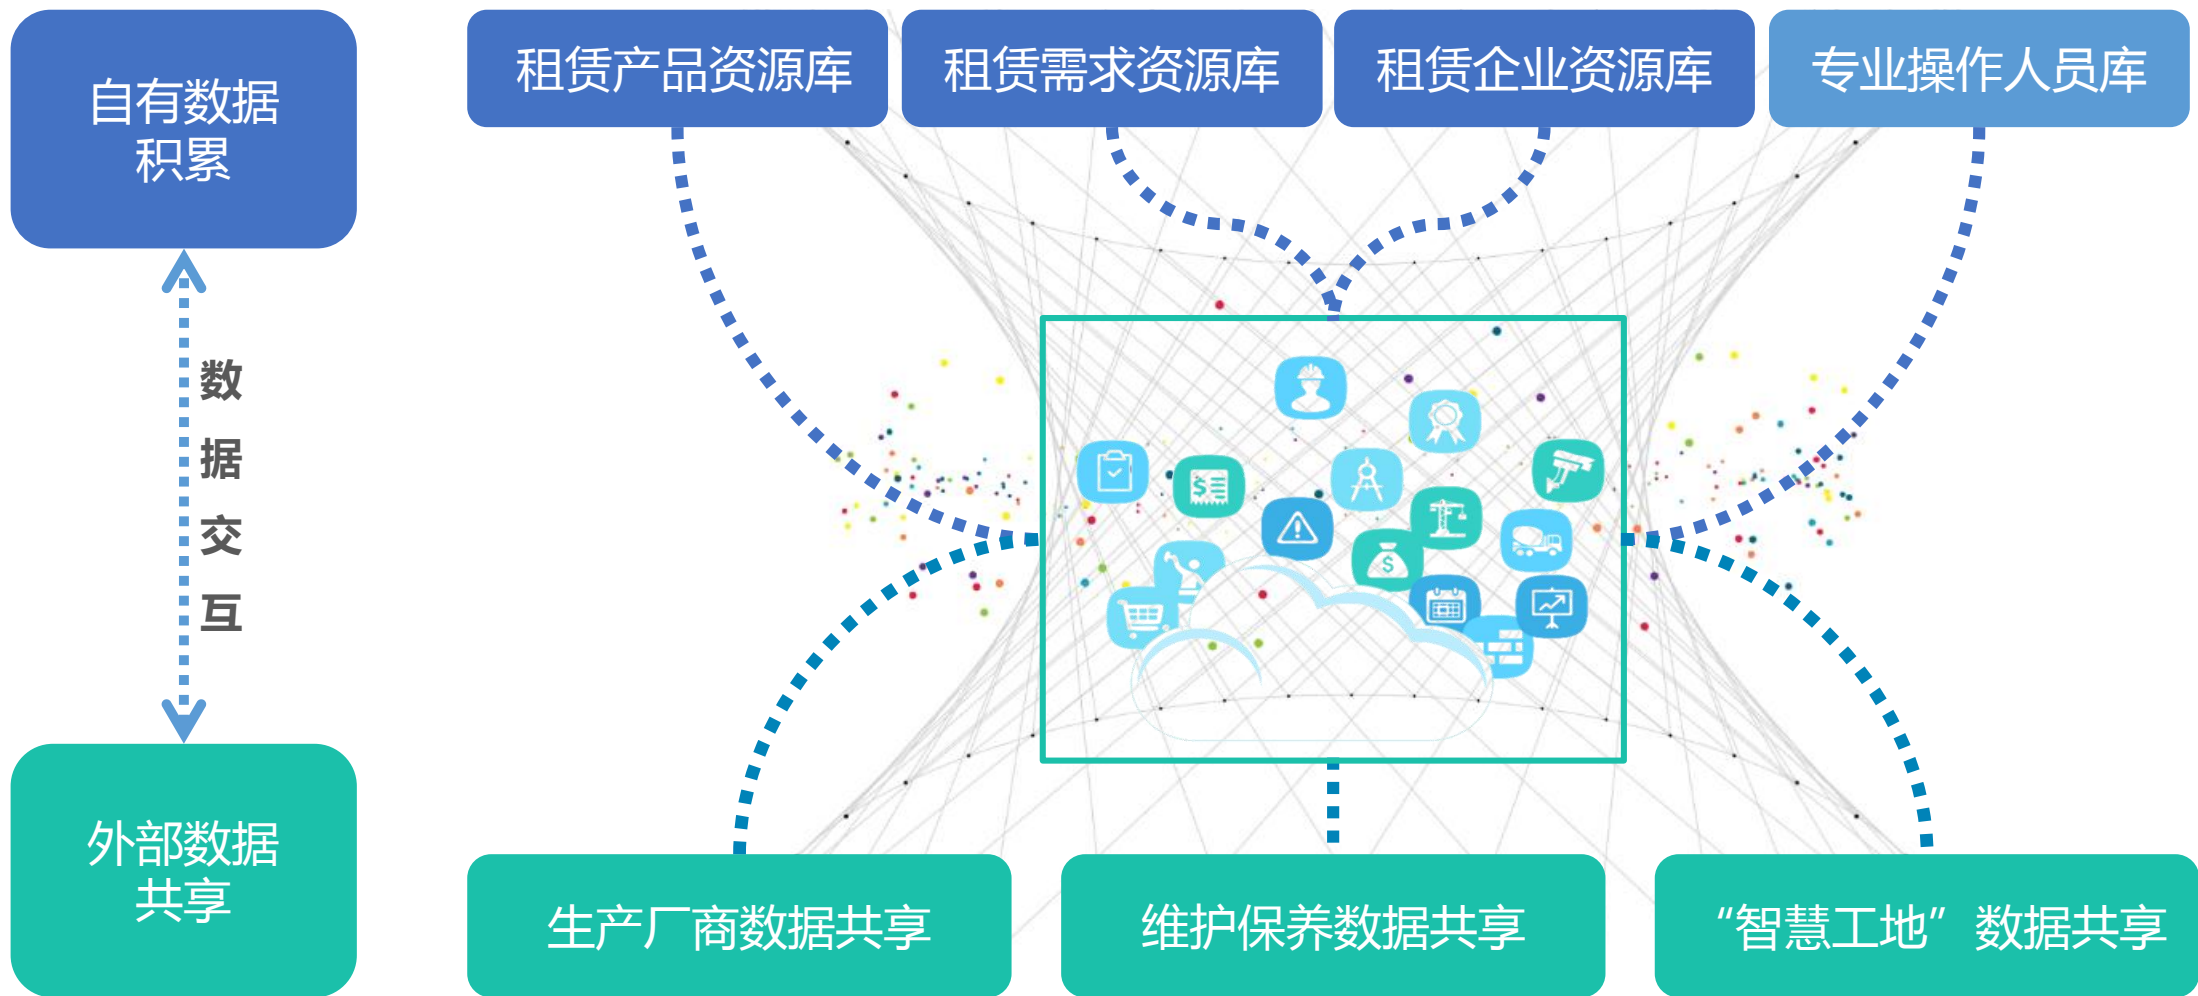 自有数据
积累
租赁产品资源库
租赁需求资源库
租赁企业资源库
专业操作人员库
数
据
交
互
外部数据
共享
生产厂商数据共享
维护保养数据共享
“智慧工地”数据共享